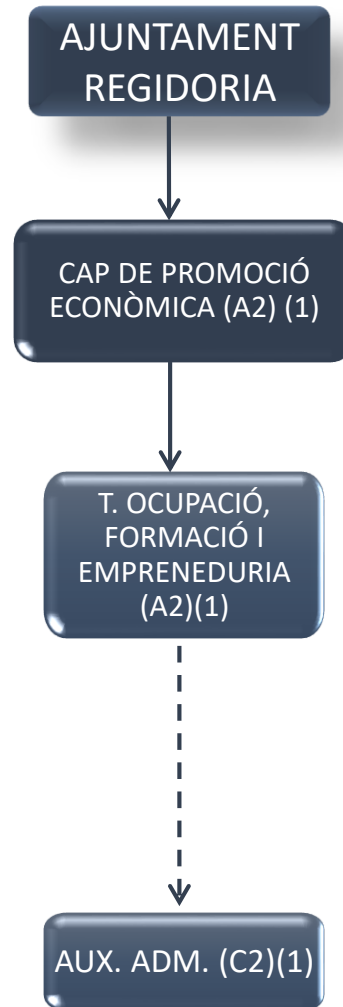 AJUNTAMENT
REGIDORIA
CAP DE PROMOCIÓ
ECONÒMICA (A2) (1)
T. OCUPACIÓ,
FORMACIÓ I
EMPRENEDURIA
(A2)(1)
AUX. ADM. (C2)(1)